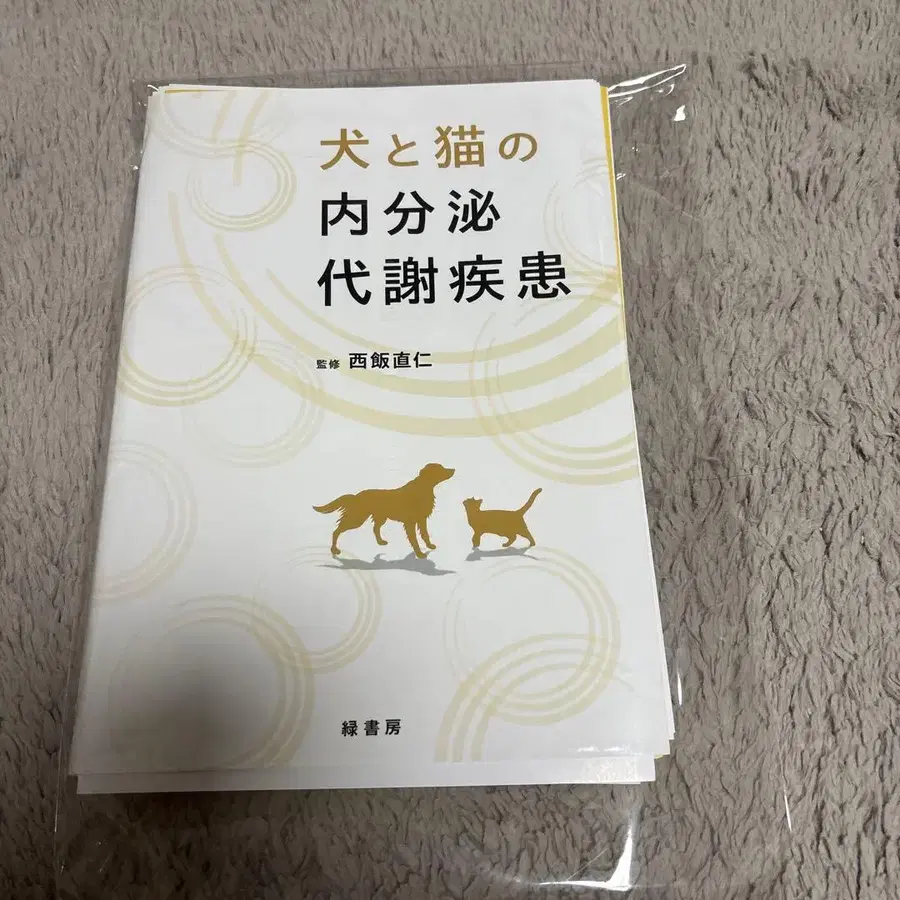 犬と猫の
内分泌
代謝疾患
監修 西飯直仁
緑書房